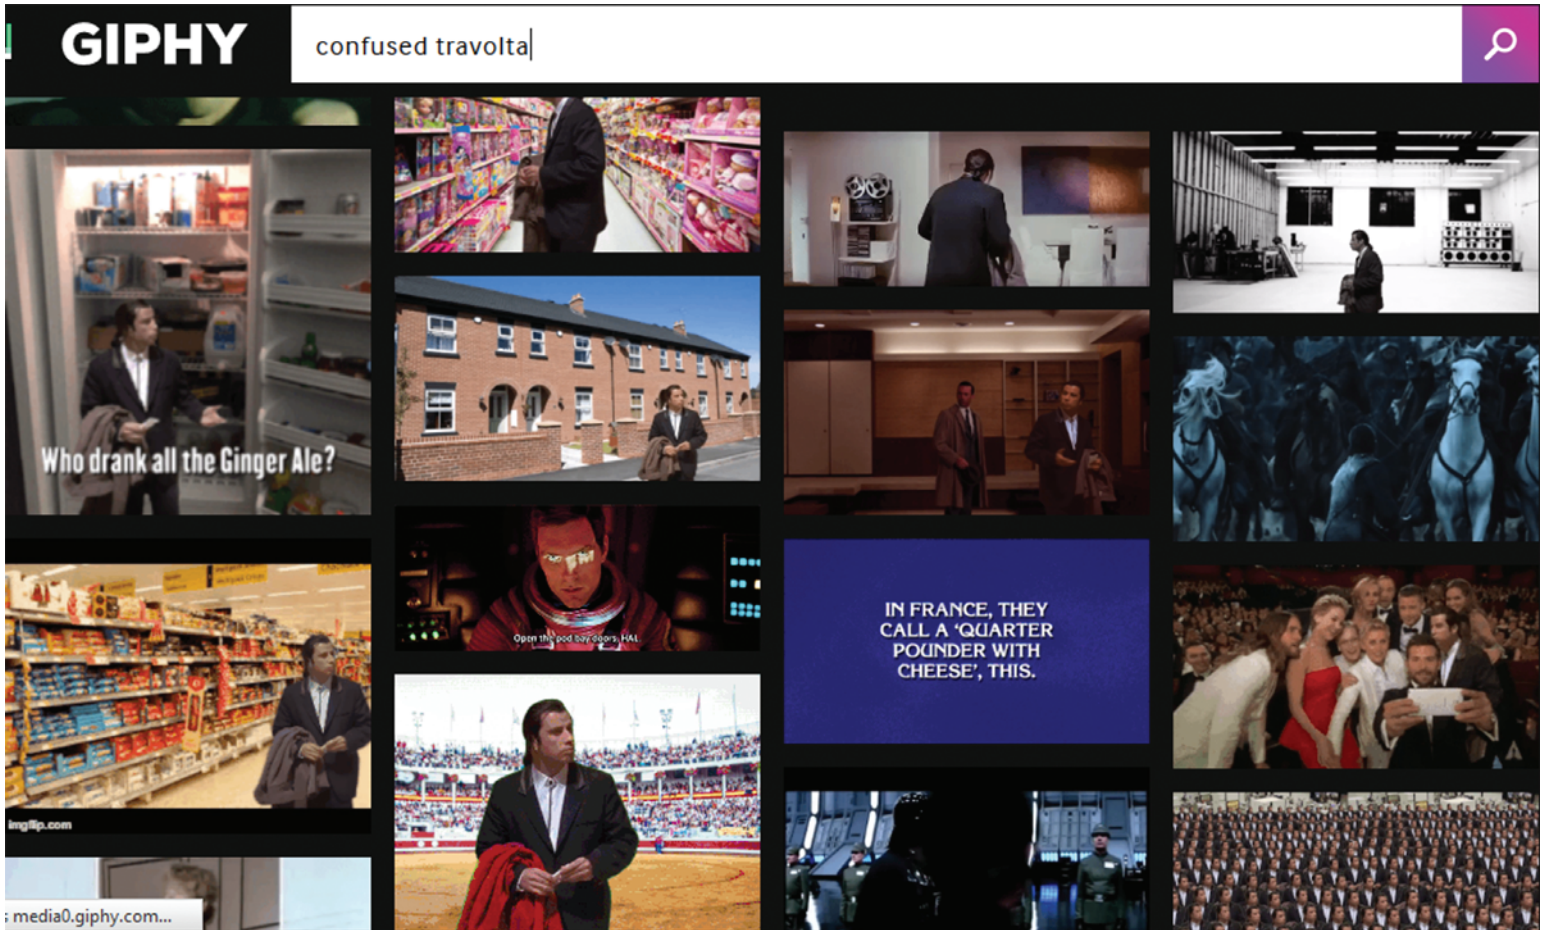 GIPHY
confused travolta
Who drank all the Ginger Ale?
imgflip.com
Open the pod bay doors, HAL.
IN FRANCE, THEY
CALL A 'QUARTER
POUNDER WITH
CHEESE', THIS.
media0.giphy.com...